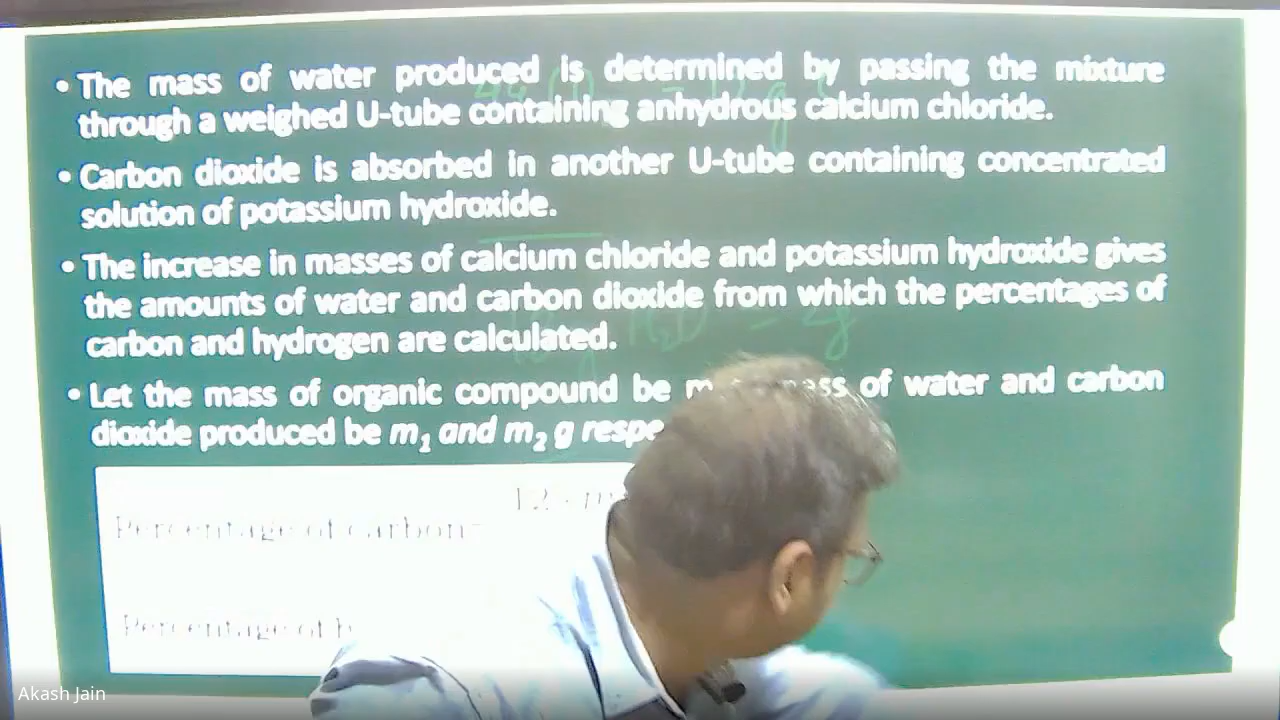 • The mass of water produced is determined by passing the mixture
through a weighed U-tube containing anhydrous calcium chloride.
• Carbon dioxide is absorbed in another U-tube containing concentrated
solution of potassium hydroxide.
• The increase in masses of calcium chloride and potassium hydroxide gives
the amounts of water and carbon dioxide from which the percentages of
carbon and hydrogen are calculated.
• Let the mass of organic compound be of water and carbon
dioxide produced be m₁ and m₂ g
Percentage of carbon=
Percentage of
Akash Jain